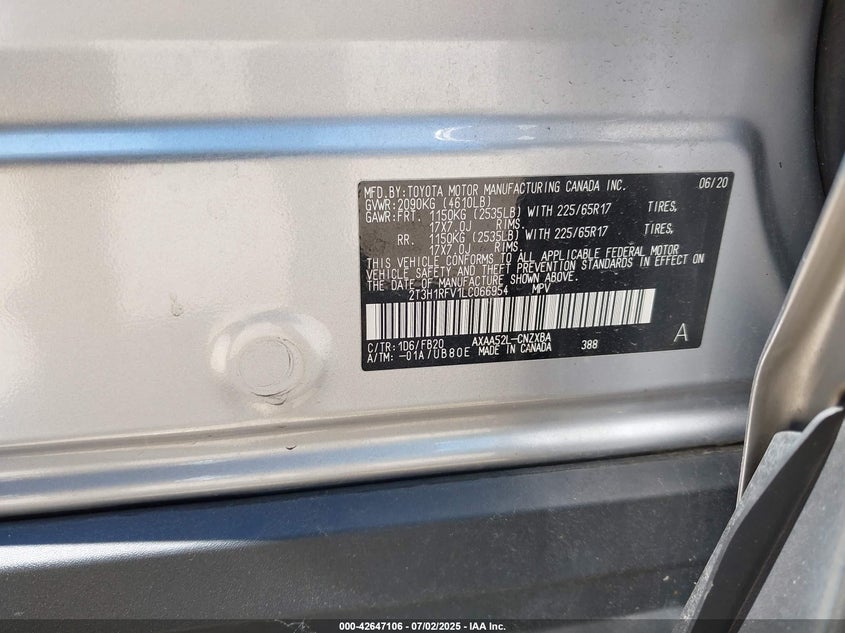 MFD.BY:TOYOTA MOTOR MANUFACTURING CANADA INC. 06/20
GVWR:2090KG (4610LB)
GAWR:FRT. 1150KG (2535LB) WITH 225/65R17 TIRES,
17X7.0J RIMS.
RR. 1150KG (2535LB) WITH 225/65R17 TIRES,
17X7.0J RIMS.
THIS VEHICLE CONFORMS TO ALL APPLICABLE FEDERAL MOTOR
VEHICLE SAFETY AND THEFT PREVENTION STANDARDS IN EFFECT ON
THE DATE OF MANUFACTURE SHOWN ABOVE.
2T3H1RFV1LC066954 MPV
C/TR:1D6/FB20 AXAA52L-CNZXBA 388 A
A/TM:-01A/UB80E MADE IN CANADA
000-42647106 - 07/02/2025 - IAA Inc.